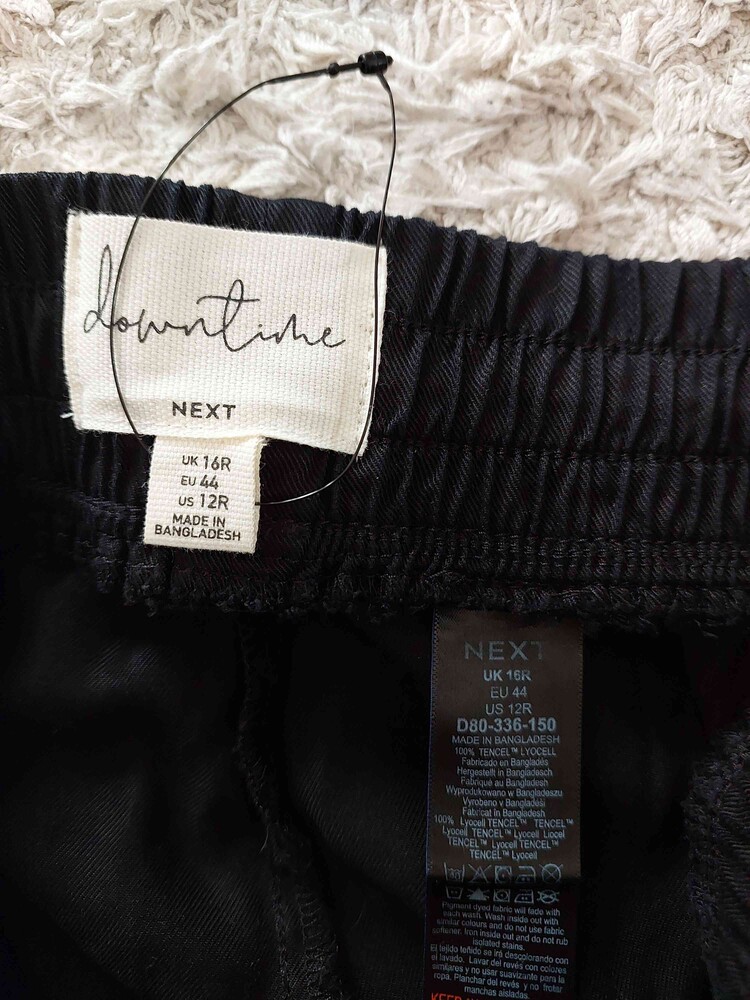 downtime
NEXT
UK 16R
EU 44
US 12R
MADE IN
BANGLADESH
NEXT
UK 16R
EU 44
US 12R
D80-336-150
MADE IN BANGLADESH
100% TENCEL™ LYOCELL
Fabricado en Bangladés
Hergestellt in Bangladesch
Fabriqué au Bangladesh
Wyprodukowano w Bangladeszu
Vyrobeno v Bangladéši
Fabricat în Bangladesh
100% Lyocell TENCEL™ TENCEL™
Lyocell TENCEL™ Lyocell Liocel
TENCEL™ Lyocell TENCEL™
TENCEL™ Lyocell
Pigment dyed fabric will fade with
each wash. Wash inside out with
similar colours and do not use fabric
softener. Iron inside out and do not rub
isolated stains.
El tejido teñido se irá descolorando con
el lavado. Lavar del revés con colores
similares y no usar suavizante para la
ropa. Planchar del revés y no frotar
manchas aisladas.
KEEP